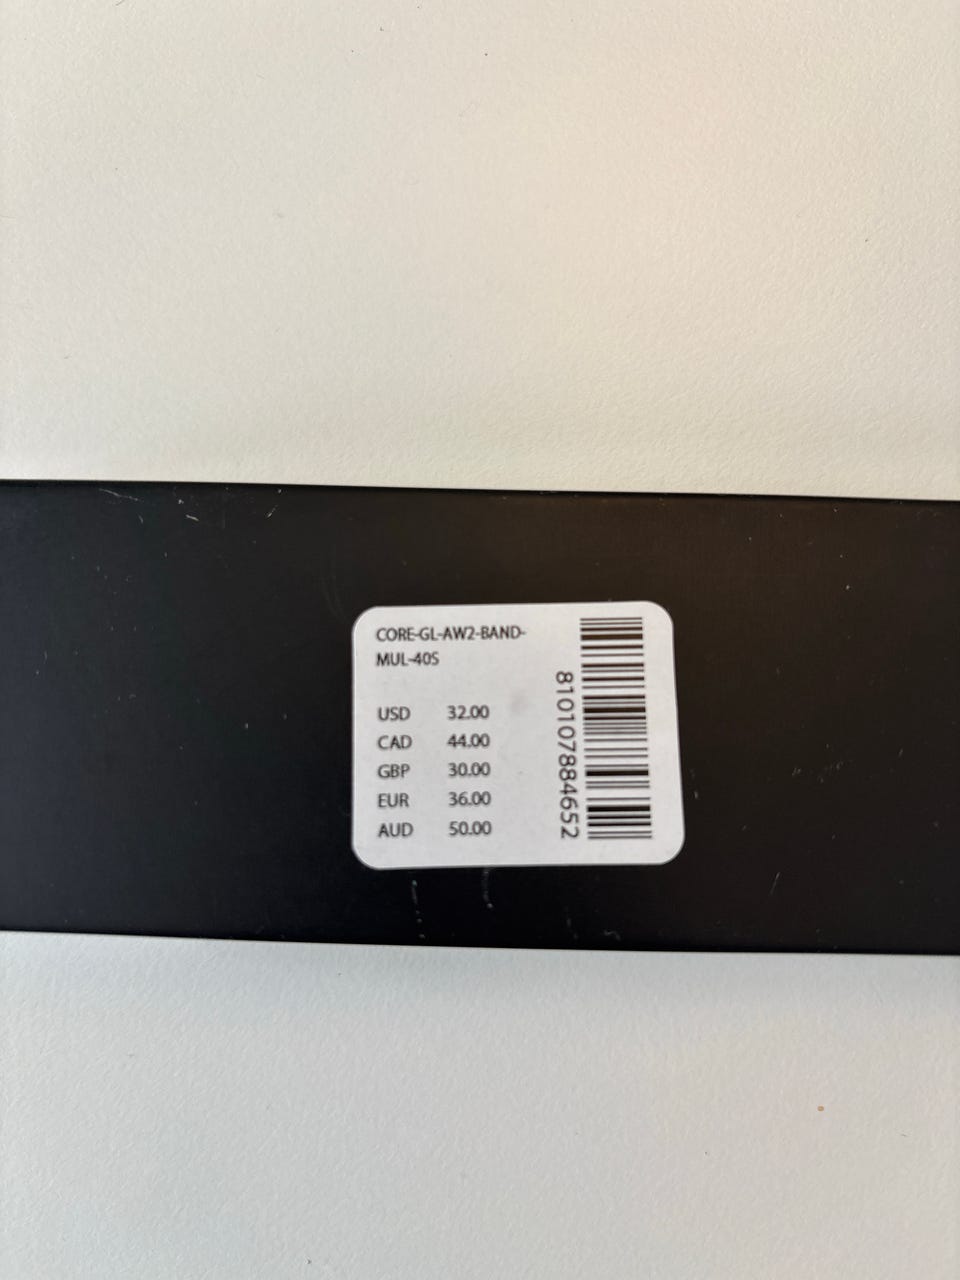 CORE-GL-AW2-BAND-
MUL-40S
USD 32.00
CAD 44.00
GBP 30.00
EUR 36.00
AUD 50.00
810107884652